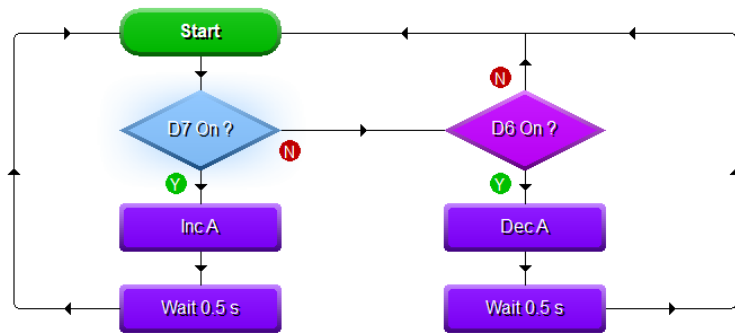 Start
N
D7 On ?
D6 On ?
N
Y
Y
Inc A
Dec A
Wait 0.5 s
Wait 0.5 s